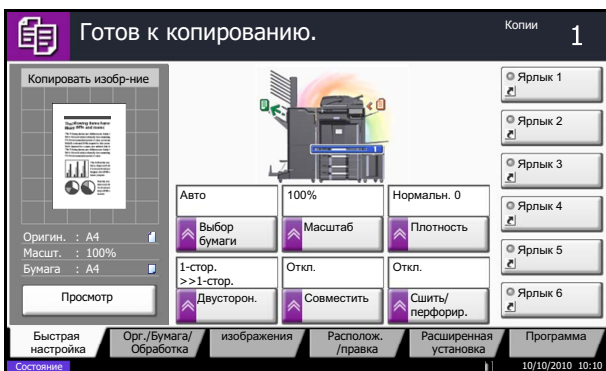 Готов к копированию.
Копии
1
Копировать изобр-ние
Оригин. : A4
Масшт. : 100%
Бумага : A4
Просмотр
Авто
Выбор
бумаги
100%
Масштаб
Нормальн. 0
Плотность
1-стор.
>>1-стор.
Двусторон.
Откл.
Совместить
Откл.
Сшить/
перфорир.
Ярлык 1
Ярлык 2
Ярлык 3
Ярлык 4
Ярлык 5
Ярлык 6
Быстрая
настройка
Орг./Бумага/
Обработка
изображения
Располож.
/правка
Расширенная
установка
Программа
Состояние
10/10/2010 10:10